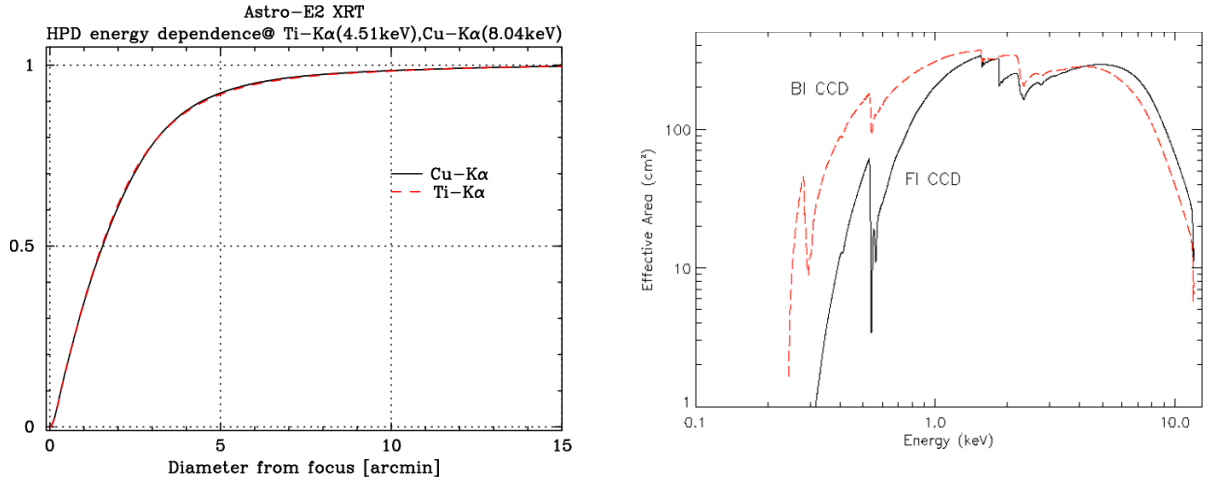 Astro-E2 XRT
HPD energy dependence@ Ti-Kα(4.51keV),Cu-Kα(8.04keV)
1
0.5
0
Cu-Kα
Ti-Kα
0
5
10
15
Diameter from focus [arcmin]
Effective Area (cm²)
100
10
1
BI CCD
FI CCD
0.1
1.0
10.0
Energy (keV)